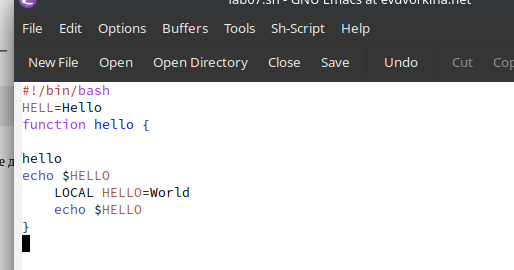 lab07.sh - GNU Emacs at evdvorkina.net
File Edit Options Buffers Tools Sh-Script Help
New File Open Open Directory Close Save Undo Cut
#!/bin/bash
HELL=Hello
function hello {
hello
echo $HELLO
LOCAL HELLO=World
echo $HELLO
}